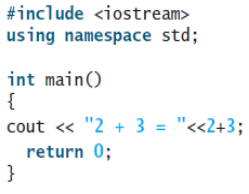 #include <iostream>
using namespace std;
int main()
{
cout << "2 + 3 = "<<2+3;
return 0;
}